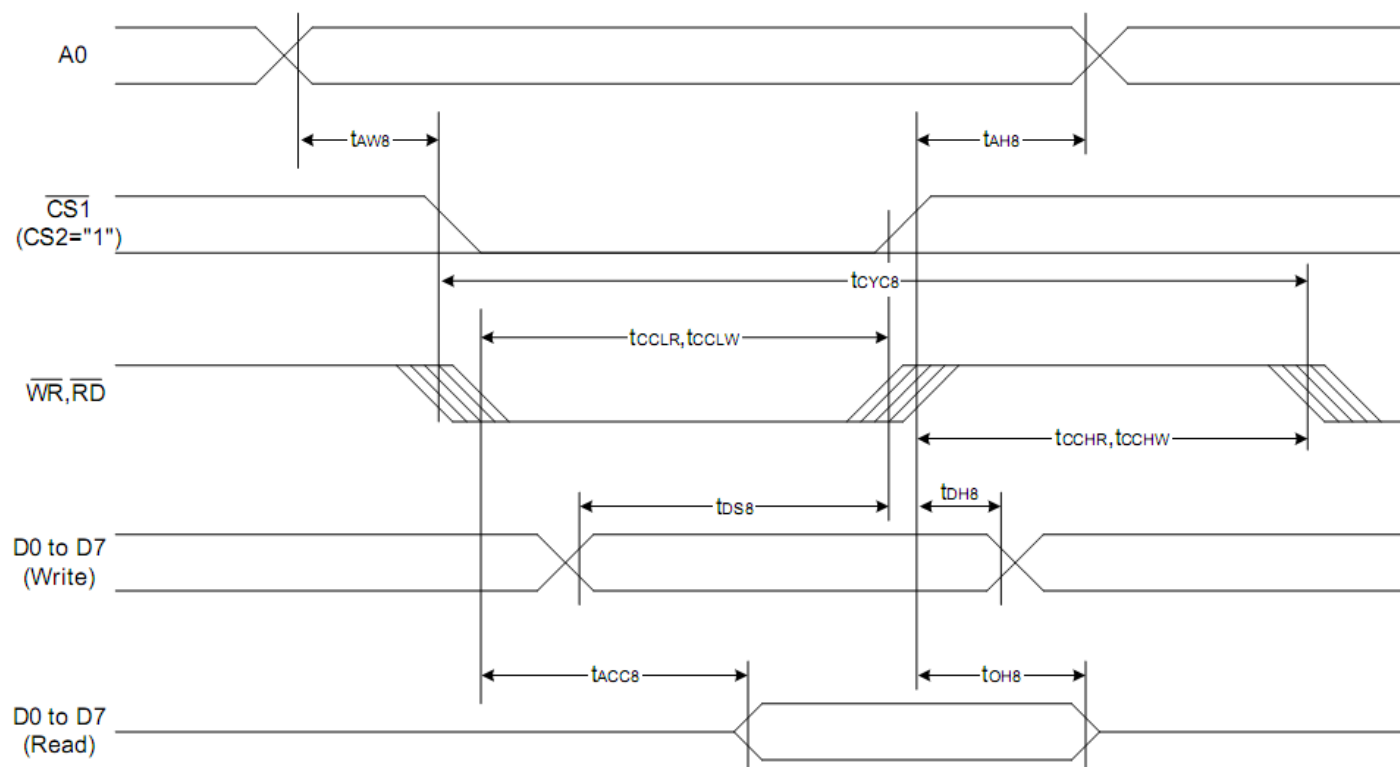 A0
tAW8
tAH8
CS1
(CS2="1")
tCYC8
tCCLR,tCCLW
WR,RD
tCCHR,tCCHW
tDS8
tDH8
D0 to D7
(Write)
tACC8
tOH8
D0 to D7
(Read)